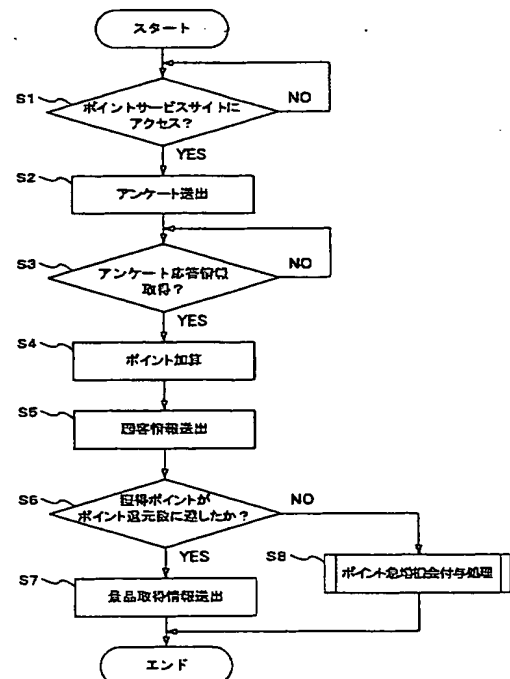 スタート
S1
ポイントサービスサイトに
アクセス?
NO
YES
S2
アンケート送出
S3
アンケート応答情報
取得?
NO
YES
S4
ポイント加算
S5
顧客情報送出
S6
獲得ポイントが
ポイント還元段に達したか?
NO
YES
S7
景品取得情報送出
S8
ポイント急増機会付与処理
エンド